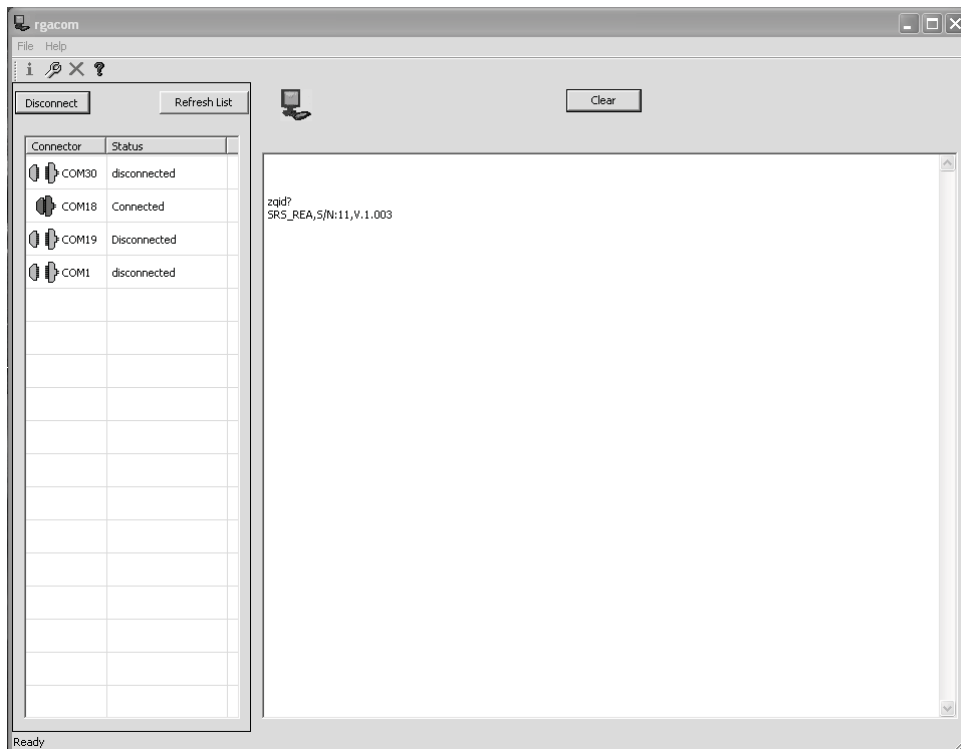 rgacom
File Help
Disconnect Refresh List Clear
Connector Status
COM30 disconnected
COM18 Connected
COM19 Disconnected
COM1 disconnected
zqid?
SRS_REA,S/N:11,V.1.003
Ready